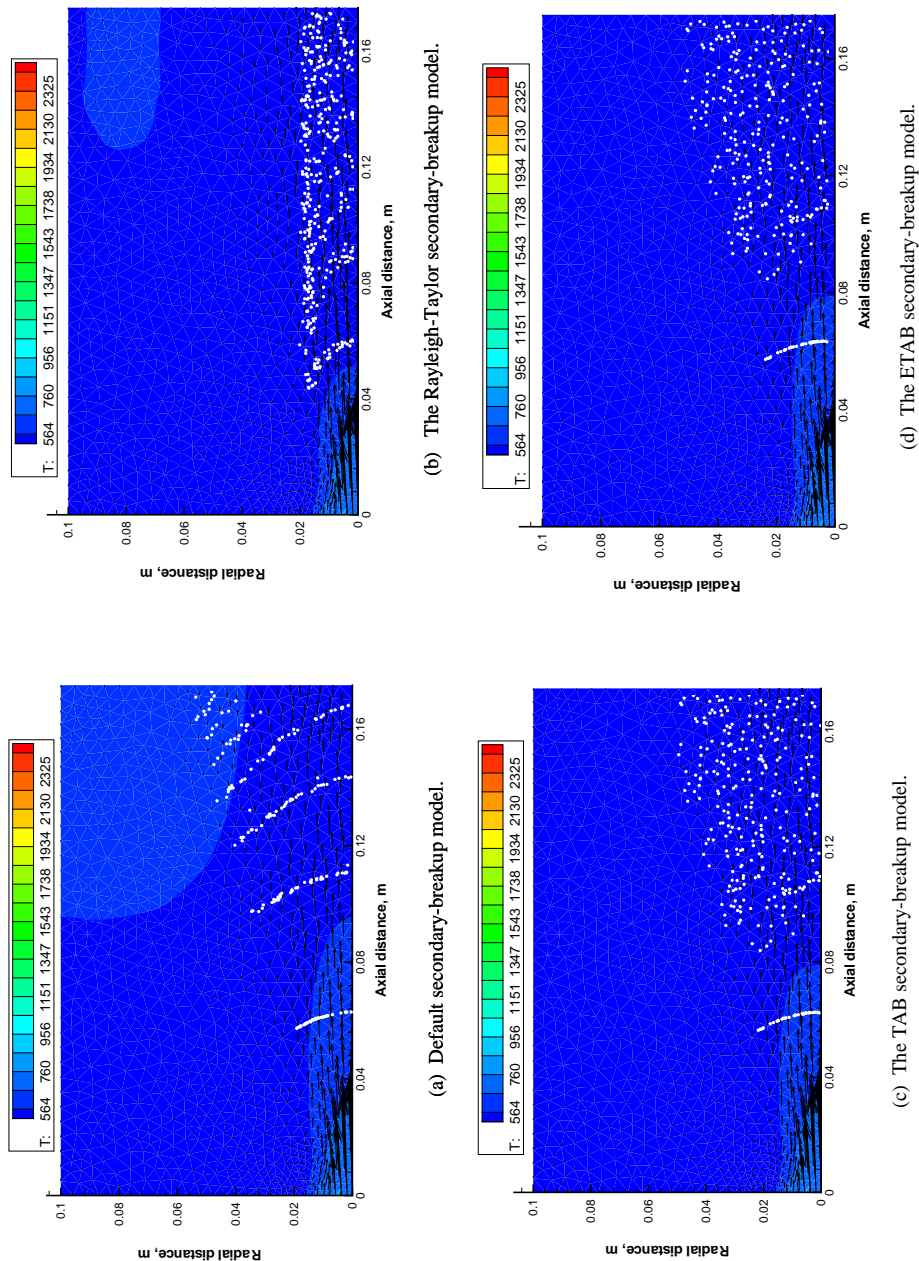 T: 564 760 956 1151 1347 1543 1738 1934 2130 2325
0.1
0.08
0.06
0.04
0.02
0
Radial distance, m
0 0.04 0.08 0.12 0.16
Axial distance, m
(a) Default secondary-breakup model.
T: 564 760 956 1151 1347 1543 1738 1934 2130 2325
0.1
0.08
0.06
0.04
0.02
0
Radial distance, m
0 0.04 0.08 0.12 0.16
Axial distance, m
(b) The Rayleigh-Taylor secondary-breakup model.
T: 564 760 956 1151 1347 1543 1738 1934 2130 2325
0.1
0.08
0.06
0.04
0.02
0
Radial distance, m
0 0.04 0.08 0.12 0.16
Axial distance, m
(c) The TAB secondary-breakup model.
T: 564 760 956 1151 1347 1543 1738 1934 2130 2325
0.1
0.08
0.06
0.04
0.02
0
Radial distance, m
0 0.04 0.08 0.12 0.16
Axial distance, m
(d) The ETAB secondary-breakup model.